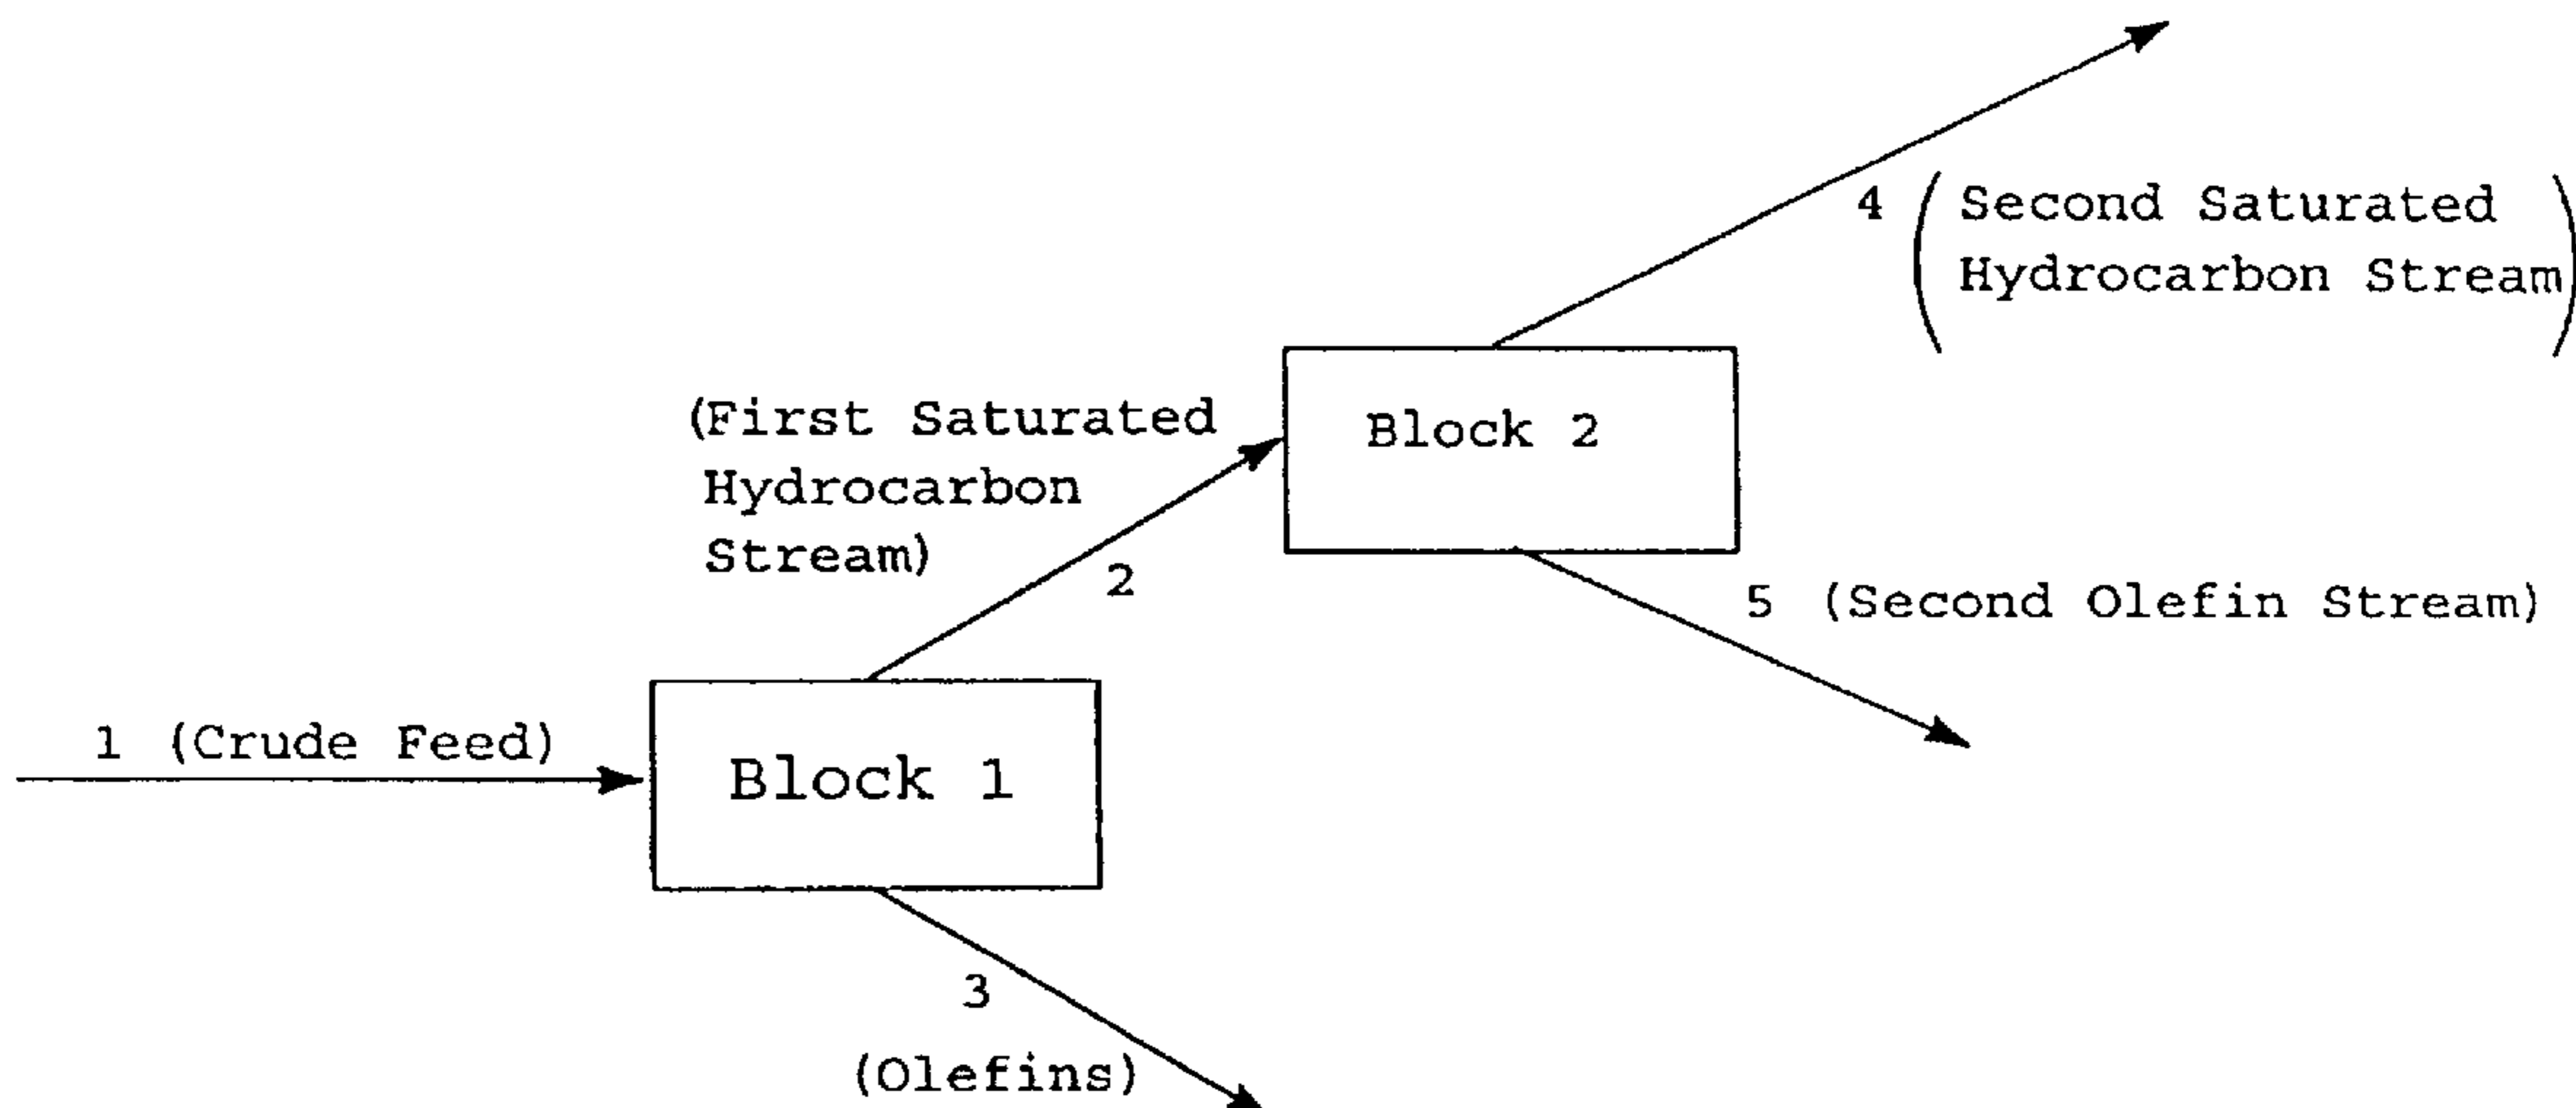 4 (Second Saturated
Hydrocarbon Stream)
(First Saturated
Hydrocarbon
Stream)
2
Block 2
5 (Second Olefin Stream)
1 (Crude Feed)
Block 1
3
(Olefins)